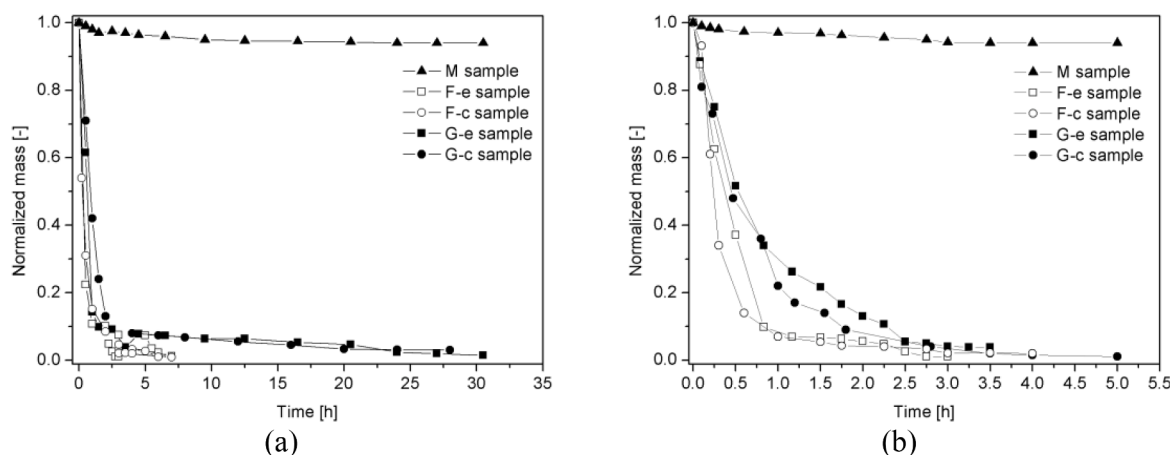 1.0
0.8
0.6
0.4
0.2
0.0
Normalized mass [-]
M sample
F-e sample
F-c sample
G-e sample
G-c sample
0 5 10 15 20 25 30 35
Time [h]
(a)
1.0
0.8
0.6
0.4
0.2
0.0
Normalized mass [-]
M sample
F-e sample
F-c sample
G-e sample
G-c sample
0.0 0.5 1.0 1.5 2.0 2.5 3.0 3.5 4.0 4.5 5.0 5.5
Time [h]
(b)